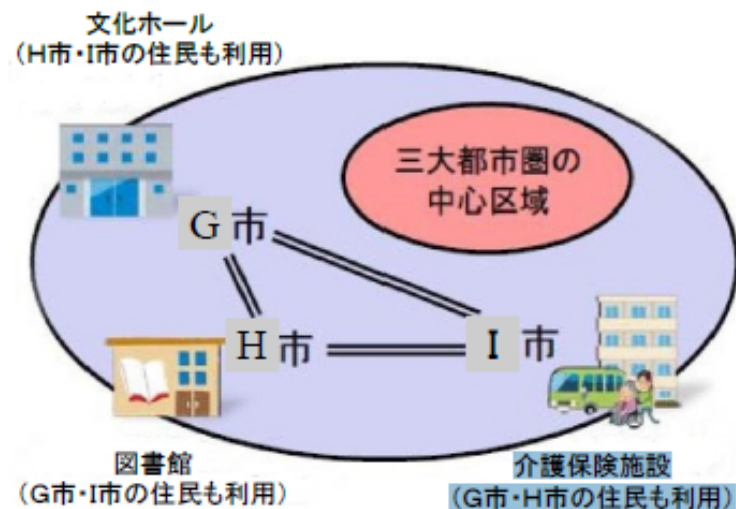 文化ホール
(H市・I市の住民も利用)
三大都市圏の
中心区域
G市
H市
I市
図書館
(G市・I市の住民も利用)
介護保険施設
(G市・H市の住民も利用)